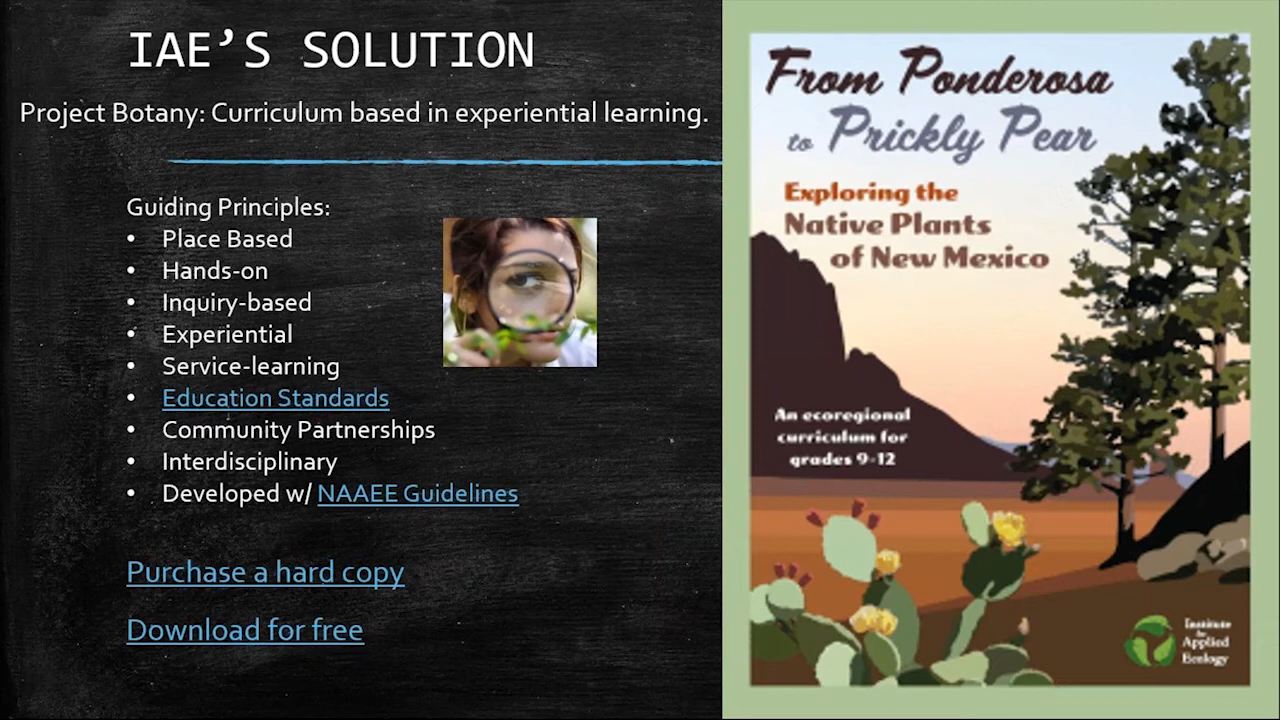 IAE’S SOLUTION
Project Botany: Curriculum based in experiential learning.
Guiding Principles:
• Place Based
• Hands-on
• Inquiry-based
• Experiential
• Service-learning
• Education Standards
• Community Partnerships
• Interdisciplinary
• Developed w/ NAAEE Guidelines
Purchase a hard copy
Download for free
From Ponderosa
to Prickly Pear
Exploring the
Native Plants
of New Mexico
An ecoregional
curriculum for
grades 9-12
Institute
for
Applied
Ecology